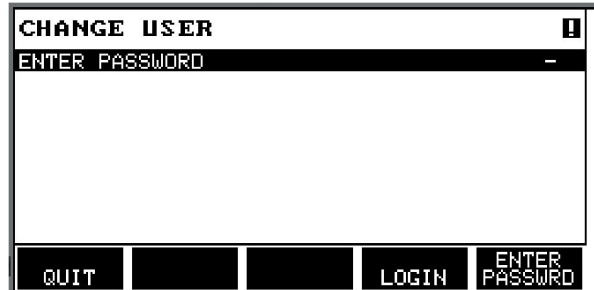 CHANGE USER !
ENTER PASSWORD -
QUIT LOGIN ENTER PASSWRD